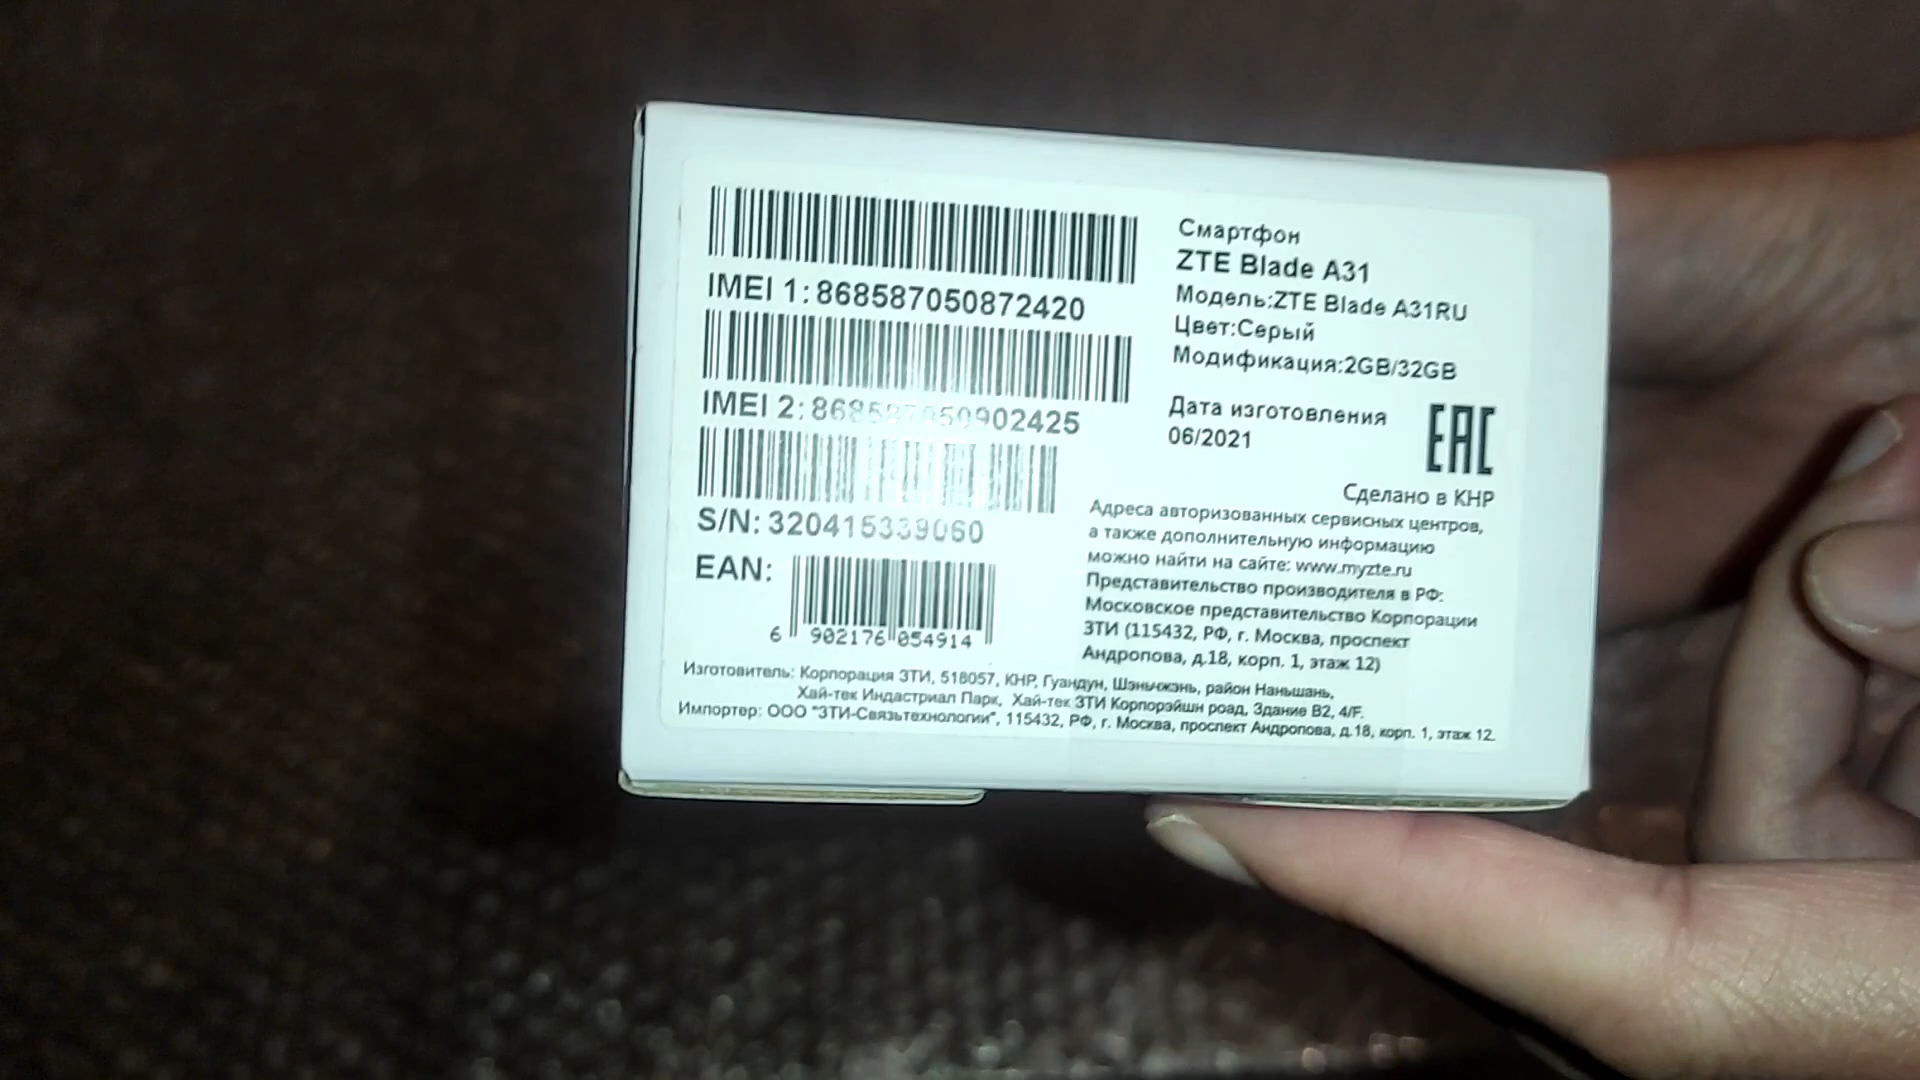 IMEI 1: 868587050872420
IMEI 2: 868587050902425
S/N: 320415339060
EAN:
6 902176 054914
Смартфон
ZTE Blade A31
Модель:ZTE Blade A31RU
Цвет:Серый
Модификация:2GB/32GB
Дата изготовления
06/2021
EAC
Сделано в КНР
Адреса авторизованных сервисных центров,
а также дополнительную информацию
можно найти на сайте: www.myzte.ru
Представительство производителя в РФ:
Московское представительство Корпорации
ЗТИ (115432, РФ, г. Москва, проспект
Андропова, д.18, корп. 1, этаж 12)
Изготовитель: Корпорация ЗТИ, 518057, КНР, Гуандун, Шэньчжэнь, район Наньшань,
Хай-тек Индастриал Парк, Хай-тек ЗТИ Корпорэйшн роад, Здание В2, 4/F.
Импортер: ООО "ЗТИ-Связьтехнологии", 115432, РФ, г. Москва, проспект Андропова, д.18, корп. 1, этаж 12.